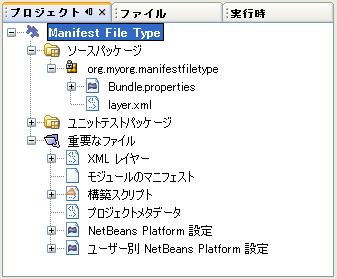 プロジェクト ファイル 実行時
Manifest File Type
ソースパッケージ
org.myorg.manifestfiletype
Bundle.properties
layer.xml
ユニットテストパッケージ
重要なファイル
XML レイヤー
モジュールのマニフェスト
構築スクリプト
プロジェクトメタデータ
NetBeans Platform 設定
ユーザー別 NetBeans Platform 設定